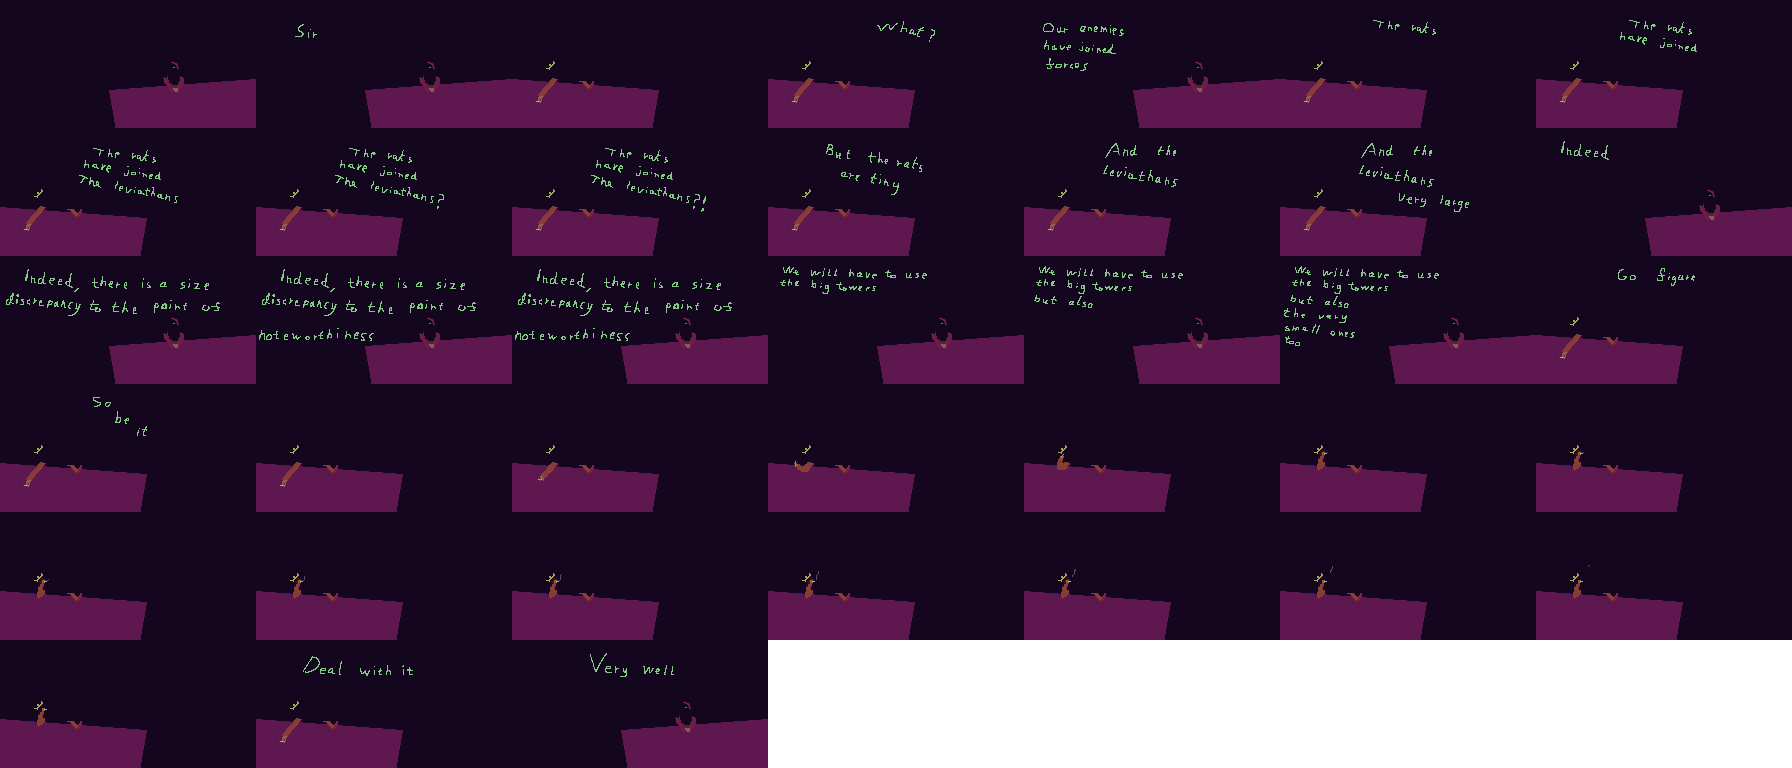 Sir
What?
Our enemies
have joined
forces
The rats
The rats
have joined
The rats
have joined
The leviathans
The rats
have joined
The leviathans?
The rats
have joined
The leviathans?!
But the rats
are tiny
And the
leviathans
And the
leviathans
very large
Indeed
Indeed, there is a size
discrepancy to the point of
Indeed, there is a size
discrepancy to the point of
noteworthiness
Indeed, there is a size
discrepancy to the point of
noteworthiness
We will have to use
the big towers
We will have to use
the big towers
but also
We will have to use
the big towers
but also
the very
small ones
too
Go figure
So
be
it
Deal with it
Very well